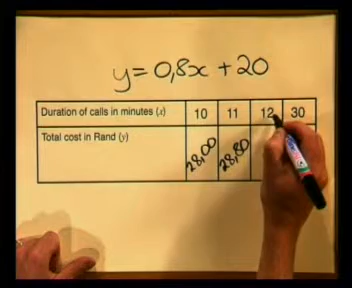 y = 0,8x + 20
Duration of calls in minutes (x) 10 11 12 30
Total cost in Rand (y) 28,00 28,80